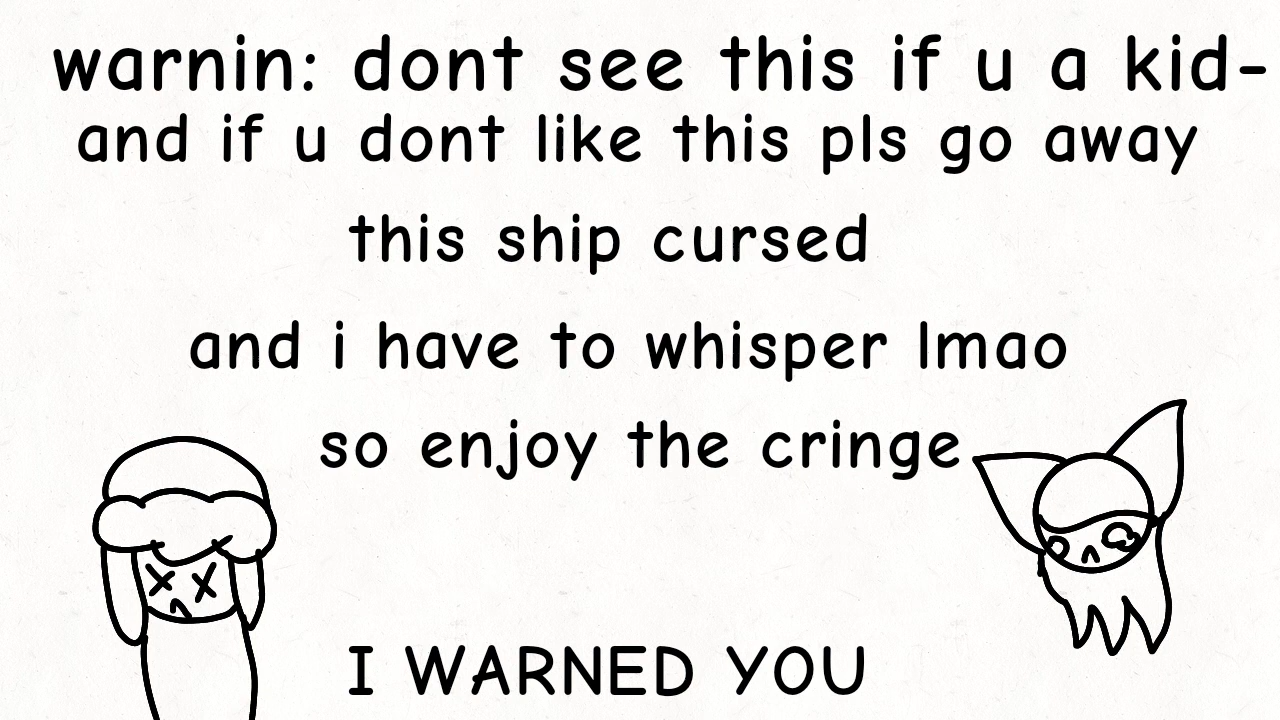 warnin: dont see this if u a kid-
and if u dont like this pls go away
this ship cursed
and i have to whisper lmao
so enjoy the cringe
I WARNED YOU